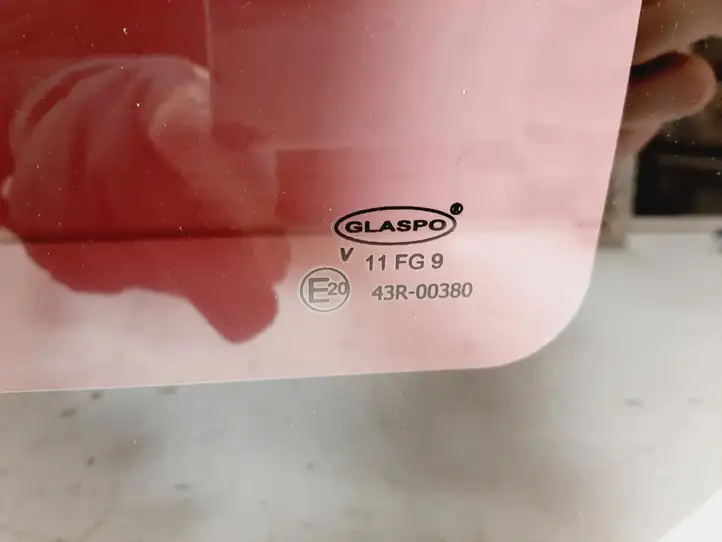 GLASPO
V
11 FG 9
E20
43R-00380